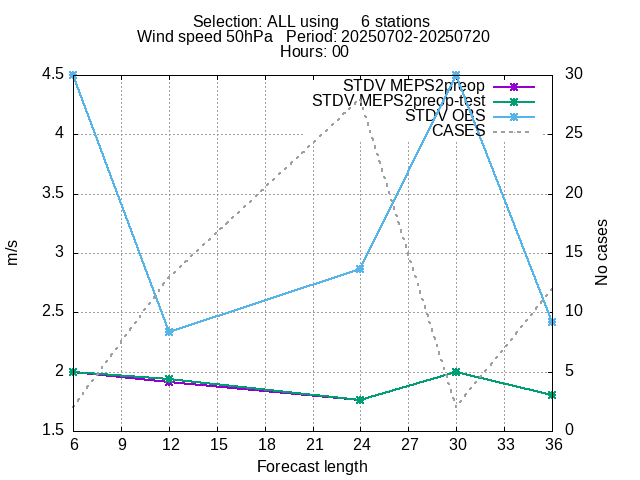 Selection: ALL using 6 stations
Wind speed 50hPa Period: 20250702-20250720
Hours: 00
STDV MEPS2preop
STDV MEPS2preop-test
STDV OBS
CASES
4.5
4
3.5
3
2.5
2
1.5
30
25
20
15
10
5
0
m/s
No cases
6 9 12 15 18 21 24 27 30 33 36
Forecast length